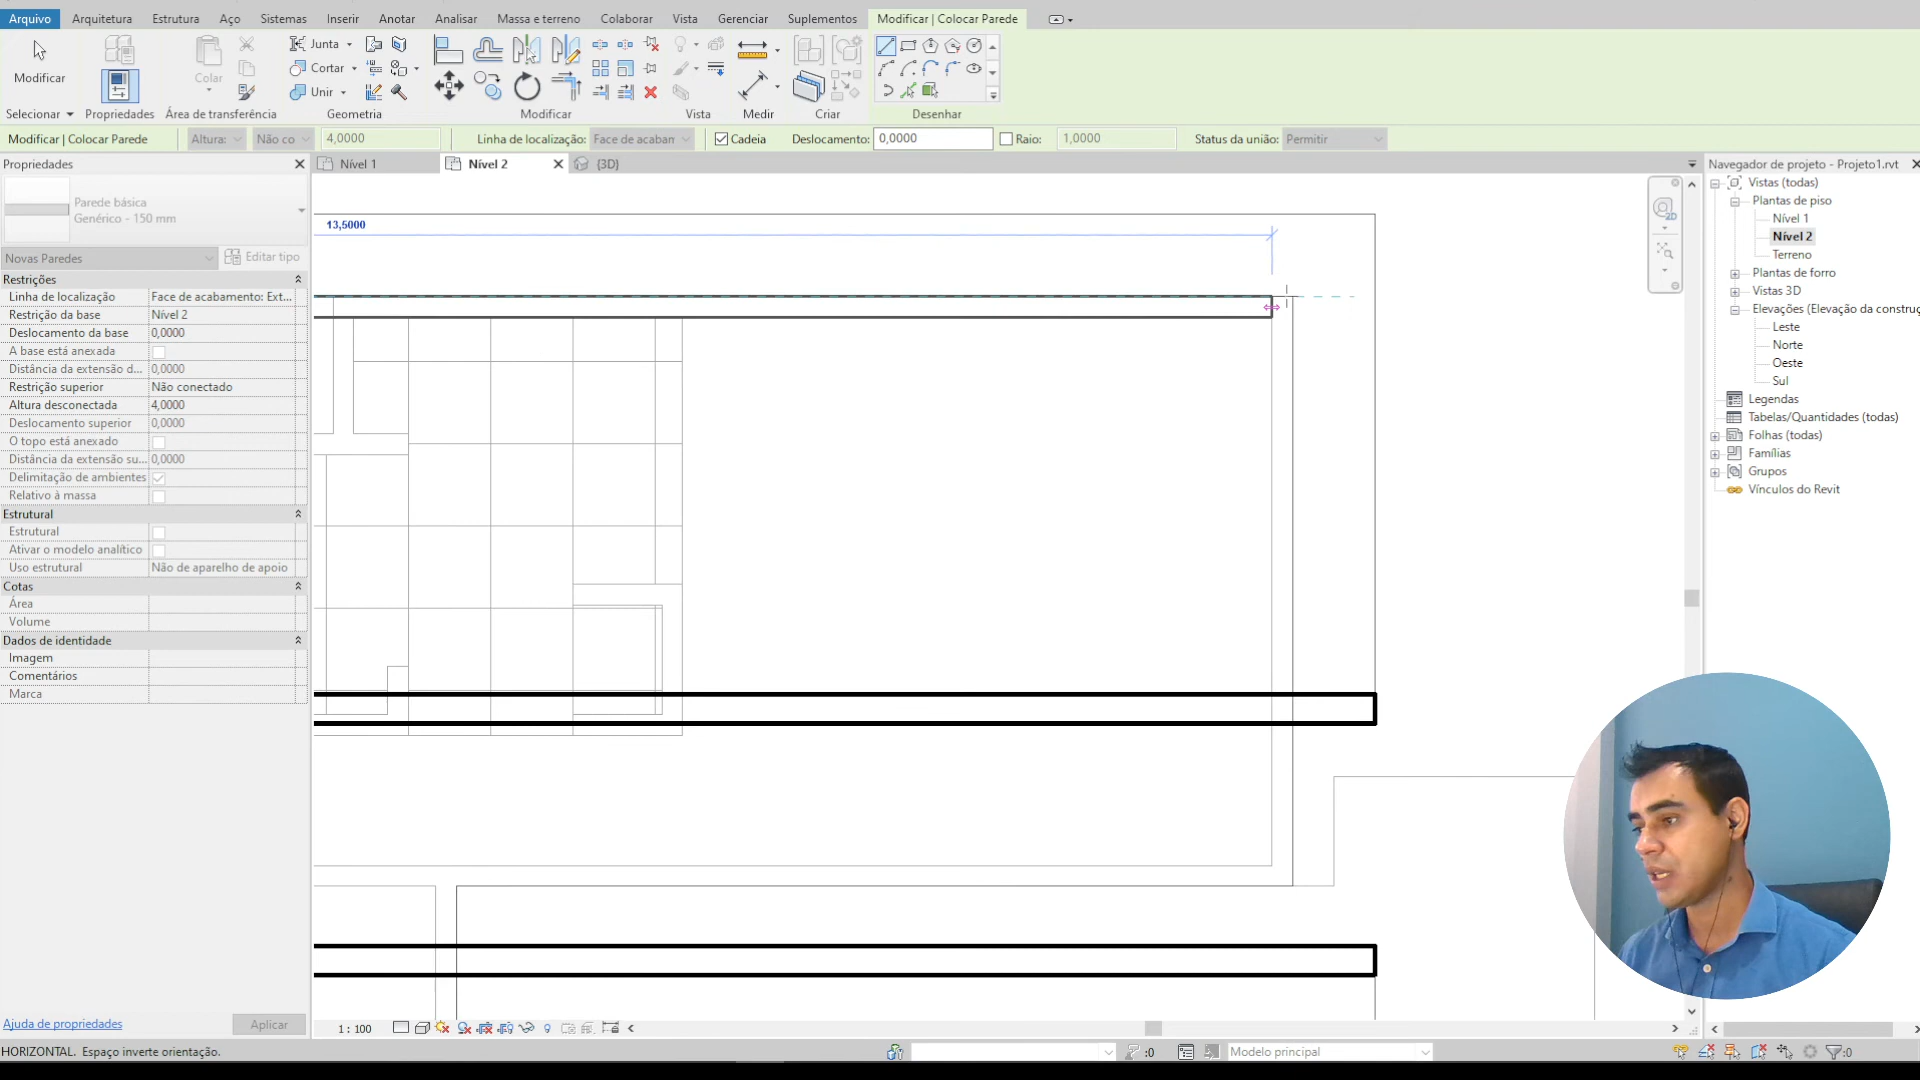 Arquivo Arquitetura Estrutura Aço Sistemas Inserir Anotar Analisar Massa e terreno Colaborar Vista Gerenciar Suplementos Modificar | Colocar Parede
Modificar
Colar
Junta
Cortar
Unir
Selecionar Propriedades Área de transferência Geometria Modificar Vista Medir Criar Desenhar
Modificar | Colocar Parede Altura: Não co 4,0000 Linha de localização: Face de acaban Cadeia Deslocamento: 0,0000 Raio: 1,0000 Status da união: Permitir
Propriedades
Parede básica
Genérico - 150 mm
Novas Paredes Editar tipo
Restrições
Linha de localização Face de acabamento: Ext...
Restrição da base Nível 2
Deslocamento da base 0,0000
A base está anexada
Distância da extensão d... 0,0000
Restrição superior Não conectado
Altura desconectada 4,0000
Deslocamento superior 0,0000
O topo está anexado
Distância da extensão su... 0,0000
Delimitação de ambientes
Relativo à massa
Estrutural
Estrutural
Ativar o modelo analítico
Uso estrutural Não de aparelho de apoio
Cotas
Área
Volume
Dados de identidade
Imagem
Comentários
Marca
Ajuda de propriedades Aplicar
Nível 1 Nível 2 {3D}
13,5000
2D
1 : 100
Navegador de projeto - Projeto1.rvt
Vistas (todas)
Plantas de piso
Nível 1
Nível 2
Terreno
Plantas de forro
Vistas 3D
Elevações (Elevação da construç
Leste
Norte
Oeste
Sul
Legendas
Tabelas/Quantidades (todas)
Folhas (todas)
Famílias
Grupos
Vínculos do Revit
HORIZONTAL. Espaço inverte orientação. :0 Modelo principal :0